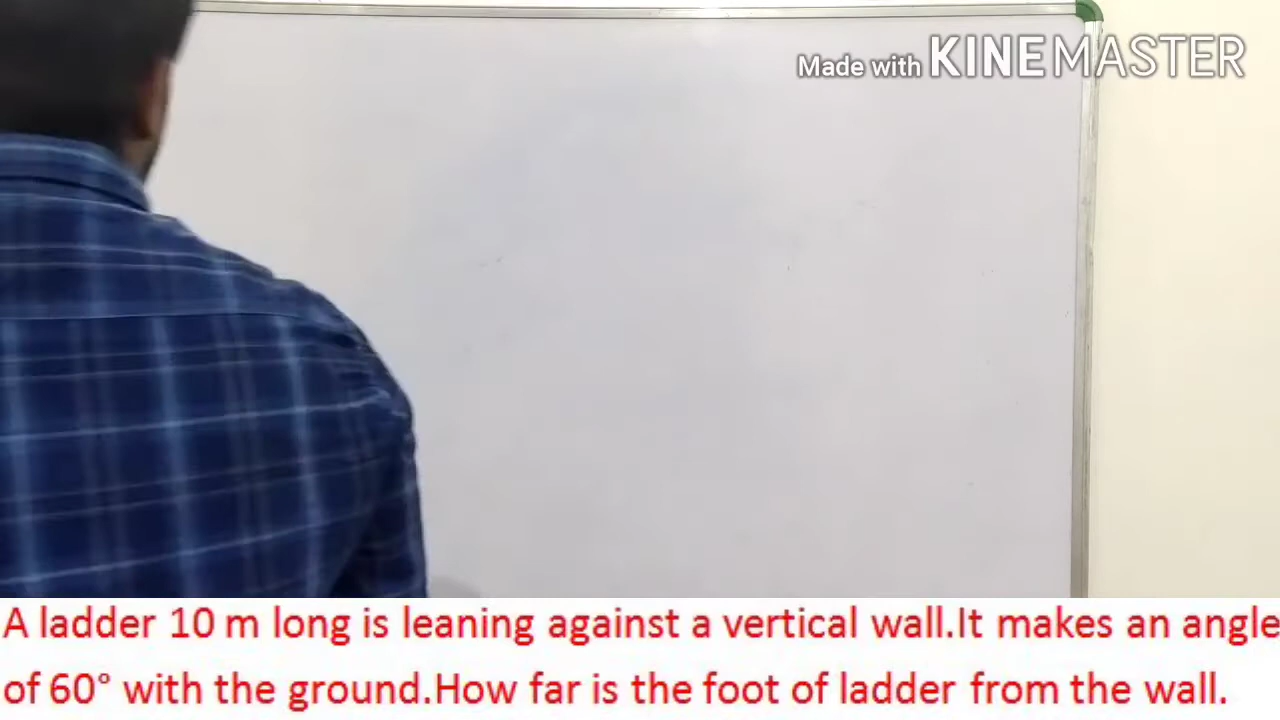 Made with KINEMASTER
A ladder 10 m long is leaning against a vertical wall.It makes an angle
of 60° with the ground.How far is the foot of ladder from the wall.